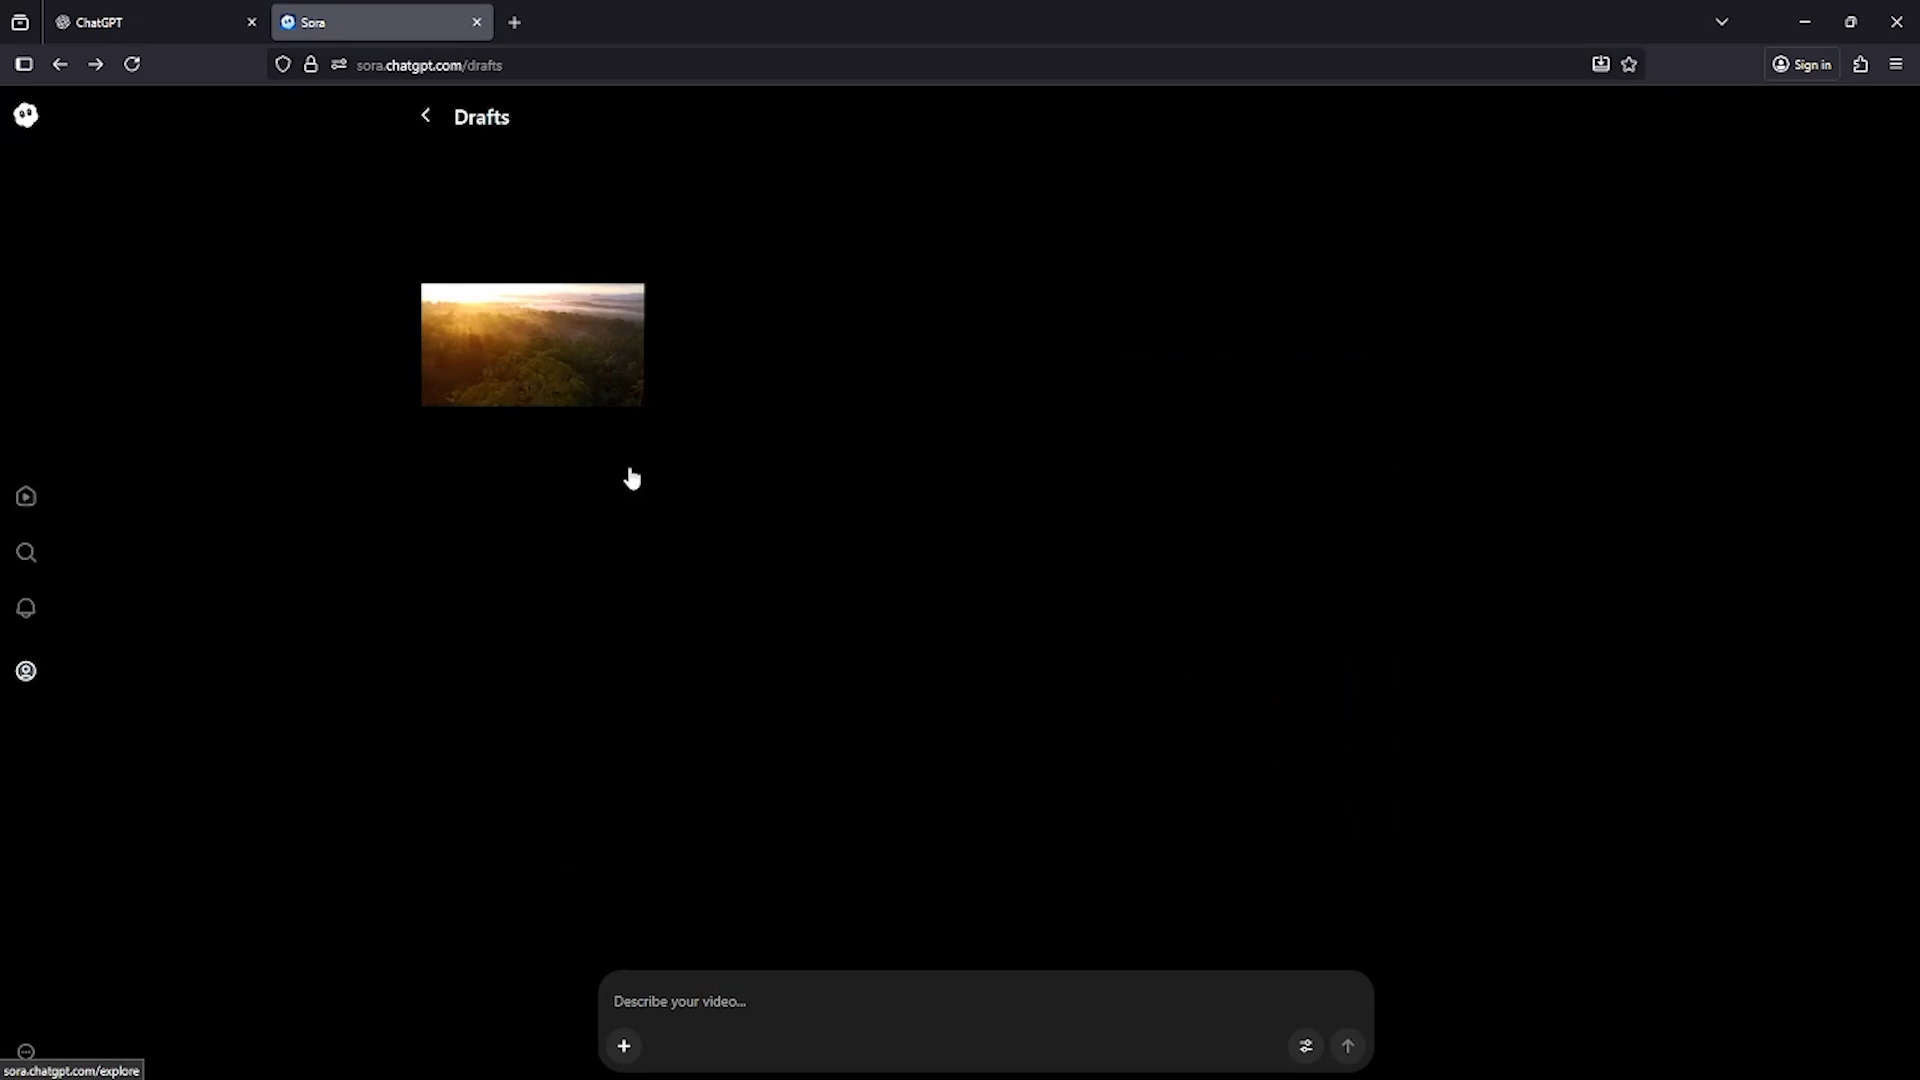 ChatGPT
Sora
sora.chatgpt.com/drafts
Sign in
Drafts
Describe your video...
sora.chatgpt.com/explore